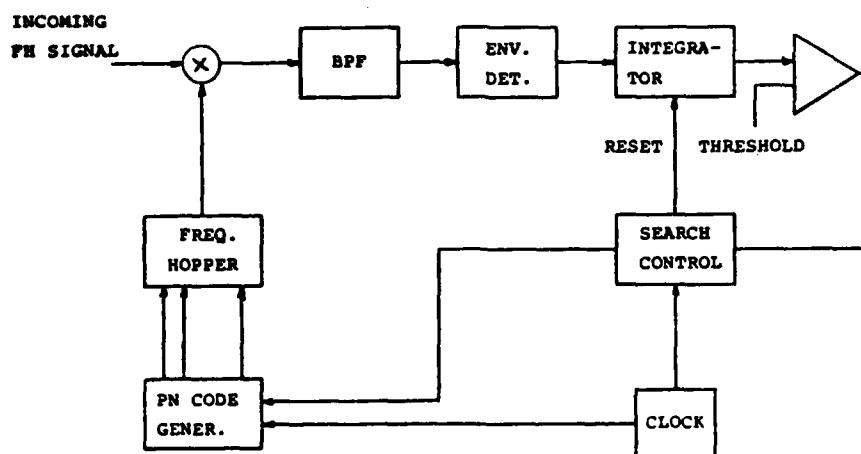 INCOMING
FH SIGNAL
X
BPF
ENV.
DET.
INTEGRA-
TOR
RESET
THRESHOLD
FREQ.
HOPPER
SEARCH
CONTROL
PN CODE
GENER.
CLOCK